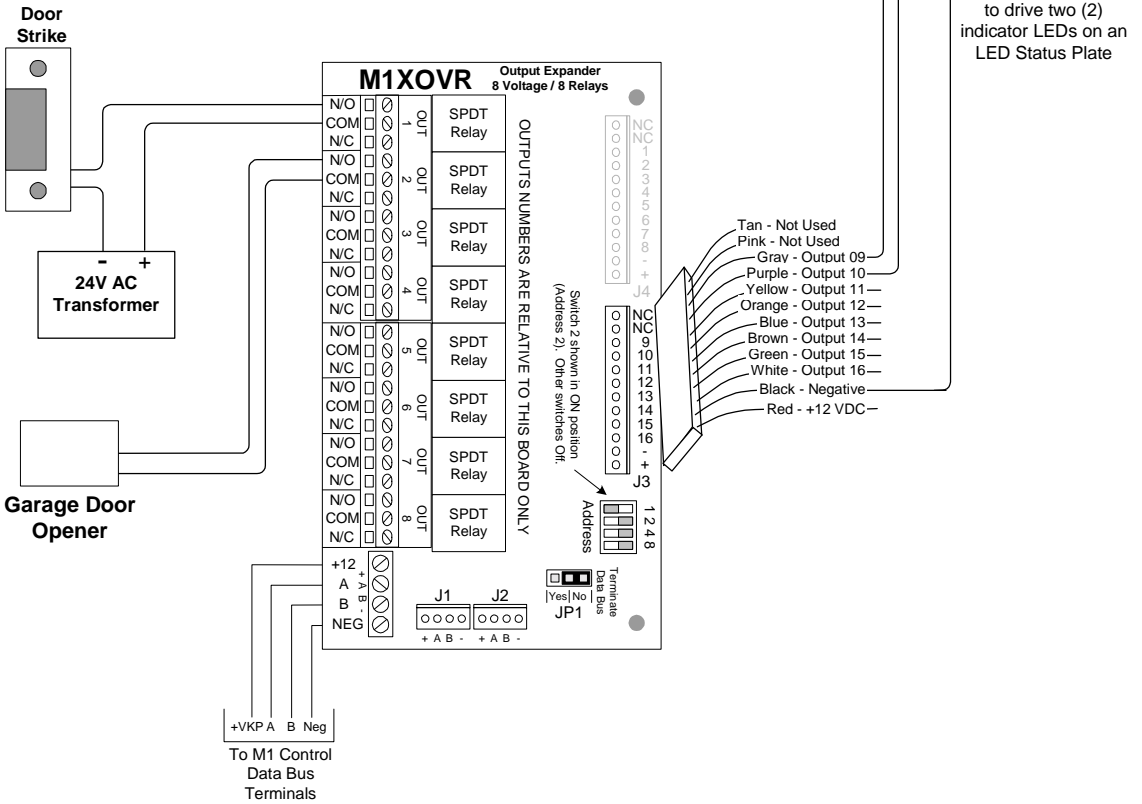 to drive two (2)
indicator LEDs on an
LED Status Plate
Door
Strike
M1XOVR
Output Expander
8 Voltage / 8 Relays
N/O
COM
N/C
OUT
1
SPDT
Relay
N/O
COM
N/C
OUT
2
SPDT
Relay
N/O
COM
N/C
OUT
3
SPDT
Relay
N/O
COM
N/C
OUT
4
SPDT
Relay
N/O
COM
N/C
OUT
5
SPDT
Relay
N/O
COM
N/C
OUT
6
SPDT
Relay
N/O
COM
N/C
OUT
7
SPDT
Relay
N/O
COM
N/C
OUT
8
SPDT
Relay
OUTPUTS NUMBERS ARE RELATIVE TO THIS BOARD ONLY
NC
NC
1
2
3
4
5
6
7
8
-
+
J4
- +
24V AC
Transformer
Tan - Not Used
Pink - Not Used
Gray - Output 09
Purple - Output 10
Yellow - Output 11
Orange - Output 12
Blue - Output 13
Brown - Output 14
Green - Output 15
White - Output 16
Black - Negative
Red - +12 VDC
Switch 2 shown in ON position
(Address 2). Other switches Off.
NC
NC
9
10
11
12
13
14
15
16
-
+
J3
Garage Door
Opener
Address
1 2 4 8
+12
A
B
NEG
+ A B -
J1
+ A B -
J2
+ A B -
Yes No
JP1
Terminate
Data Bus
+VKP A B Neg
To M1 Control
Data Bus
Terminals